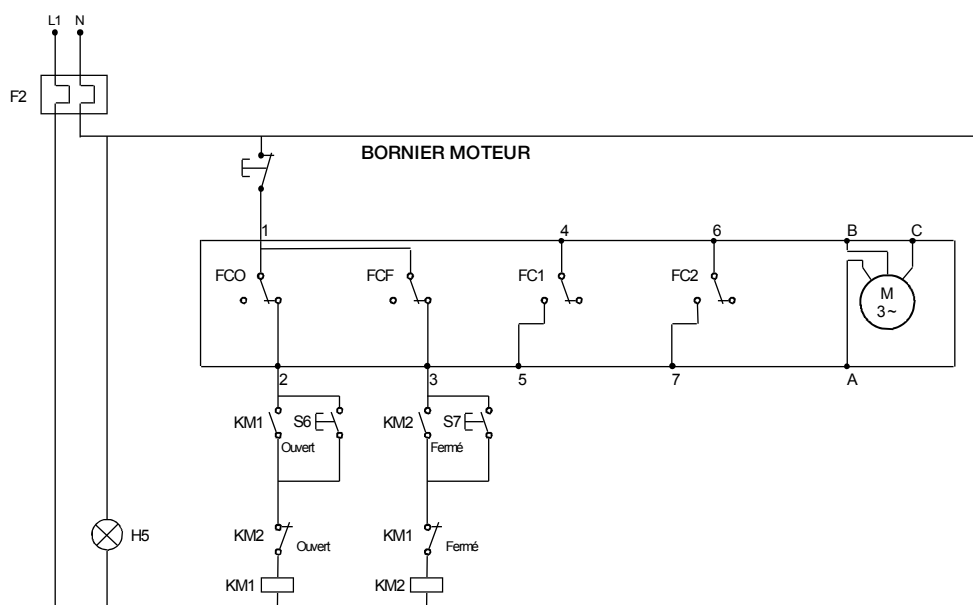 L1 N
F2
BORNIER MOTEUR
1 4 6 B C
FCO FCF FC1 FC2
M
3~
2 3 5 7 A
KM1 S6 KM2 S7
Ouvert Fermé
H5 KM2 Ouvert KM1 Fermé
KM1 KM2